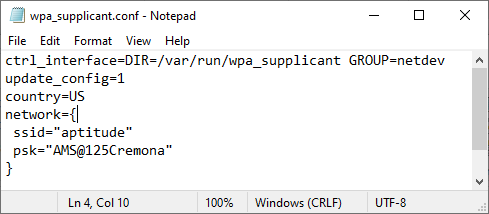 wpa_supplicant.conf - Notepad
File Edit Format View Help
ctrl_interface=DIR=/var/run/wpa_supplicant GROUP=netdev
update_config=1
country=US
network={
 ssid="aptitude"
 psk="AMS@125Cremona"
}
Ln 4, Col 10 100% Windows (CRLF) UTF-8